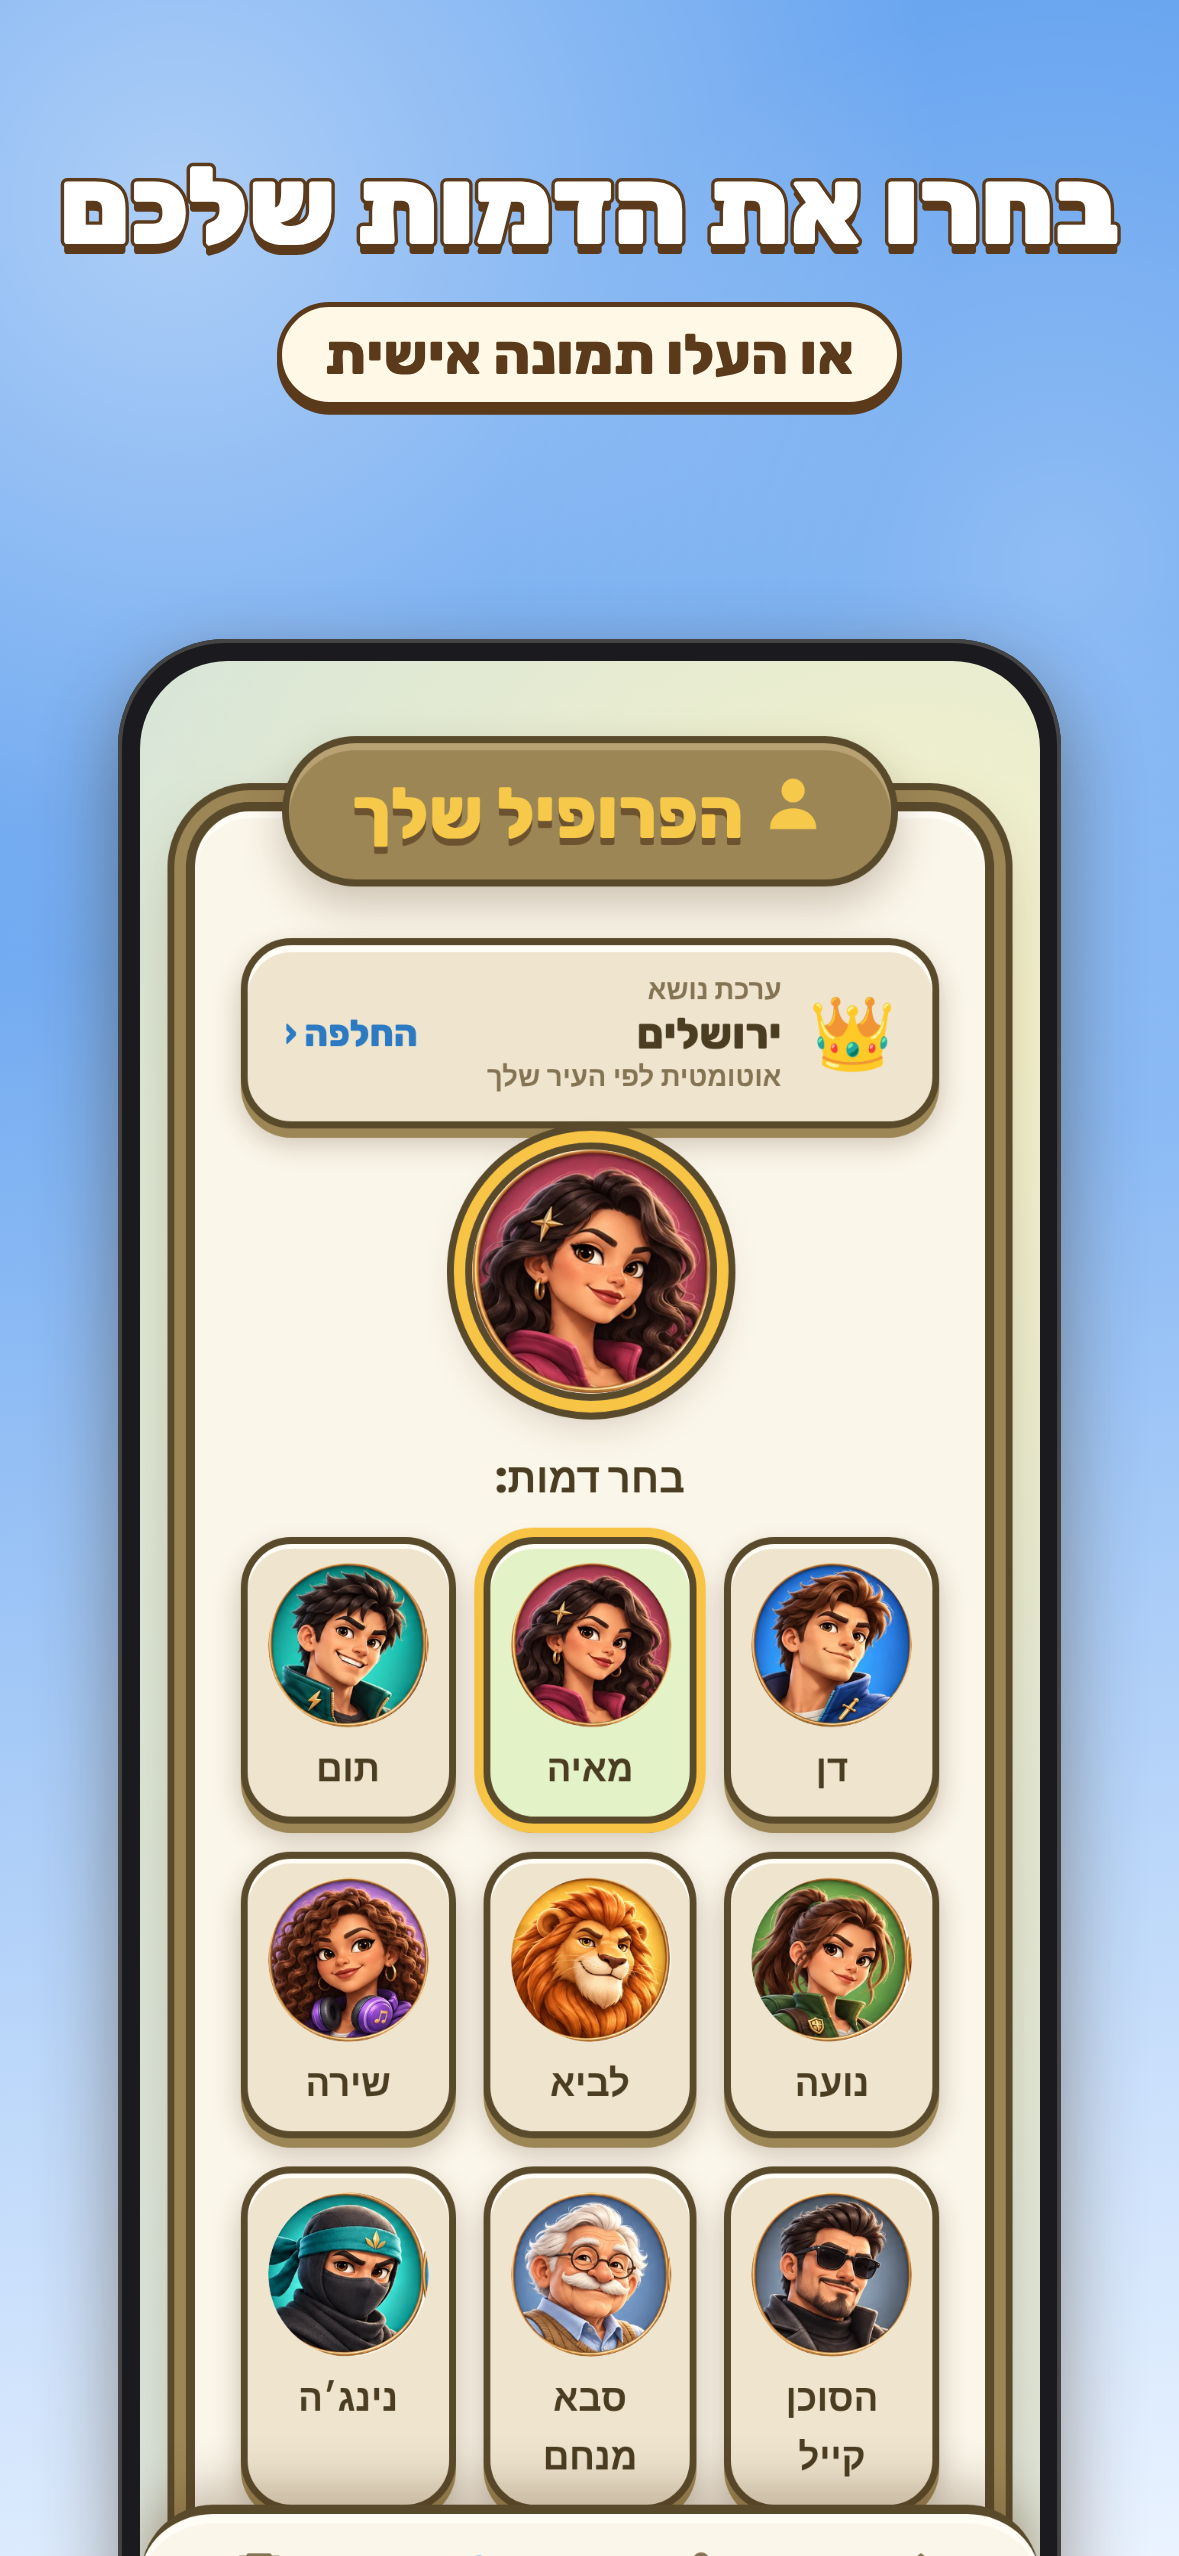 בחרו את הדמות שלכם
או העלו תמונה אישית
הפרופיל שלך
ערכת נושא
ירושלים
אוטומטית לפי העיר שלך
החלפה ‹
בחר דמות:
דן
מאיה
תום
נועה
לביא
שירה
הסוכן
קייל
סבא
מנחם
נינג׳ה